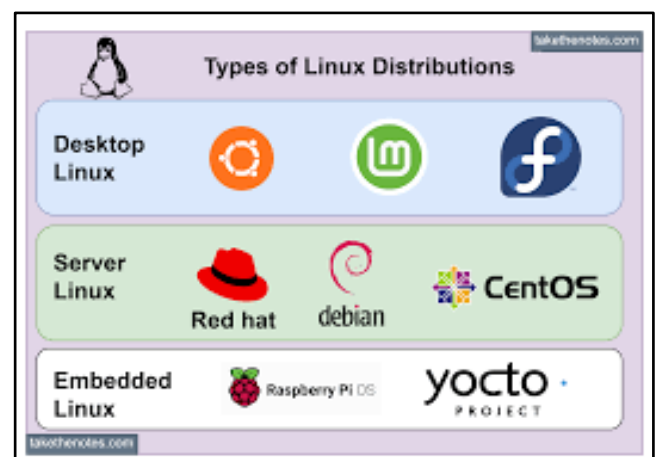 takethenotes.com
Types of Linux Distributions
Desktop
Linux
lm
Server
Linux
Red hat
debian
CentOS
Embedded
Linux
Raspberry Pi OS
yocto
PROJECT
takethenotes.com